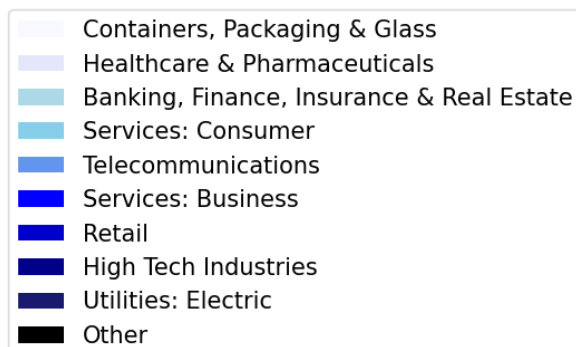 Containers, Packaging & Glass
Healthcare & Pharmaceuticals
Banking, Finance, Insurance & Real Estate
Services: Consumer
Telecommunications
Services: Business
Retail
High Tech Industries
Utilities: Electric
Other